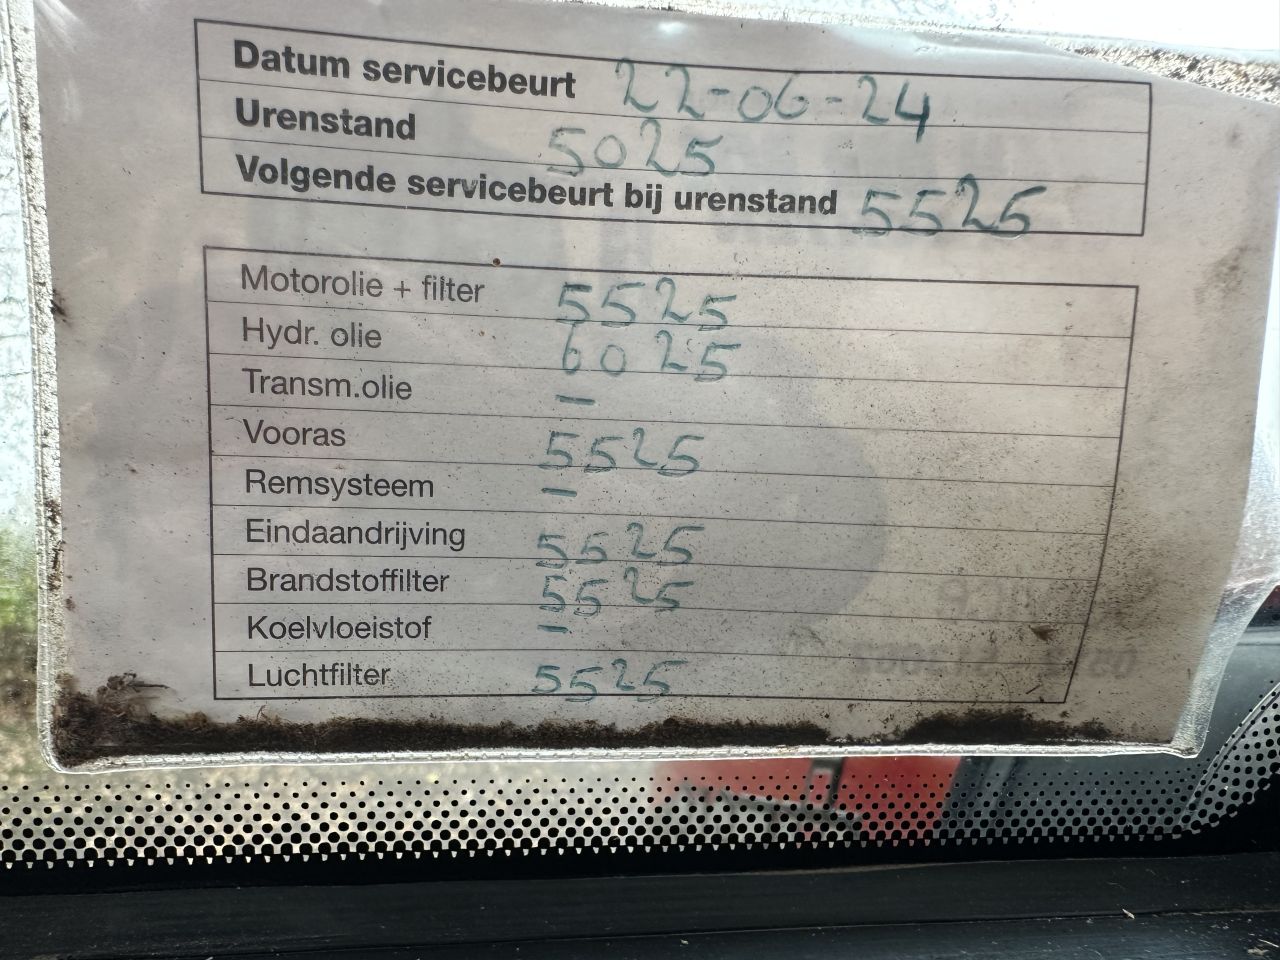 Datum servicebeurt 22-06-24
Urenstand 5025
Volgende servicebeurt bij urenstand 5525
Motorolie + filter 5525
Hydr. olie 6025
Transm.olie –
Vooras 5525
Remsysteem –
Eindaandrijving 5525
Brandstoffilter 5525
Koelvloeistof –
Luchtfilter 5525